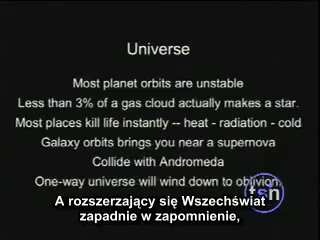 Universe
Most planet orbits are unstable
Less than 3% of a gas cloud actually makes a star.
Most places kill life instantly -- heat - radiation - cold
Galaxy orbits brings you near a supernova
Collide with Andromeda
One-way universe will wind down to oblivion.
tsn
A rozszerzający się Wszechświat
zapadnie w zapomnienie,